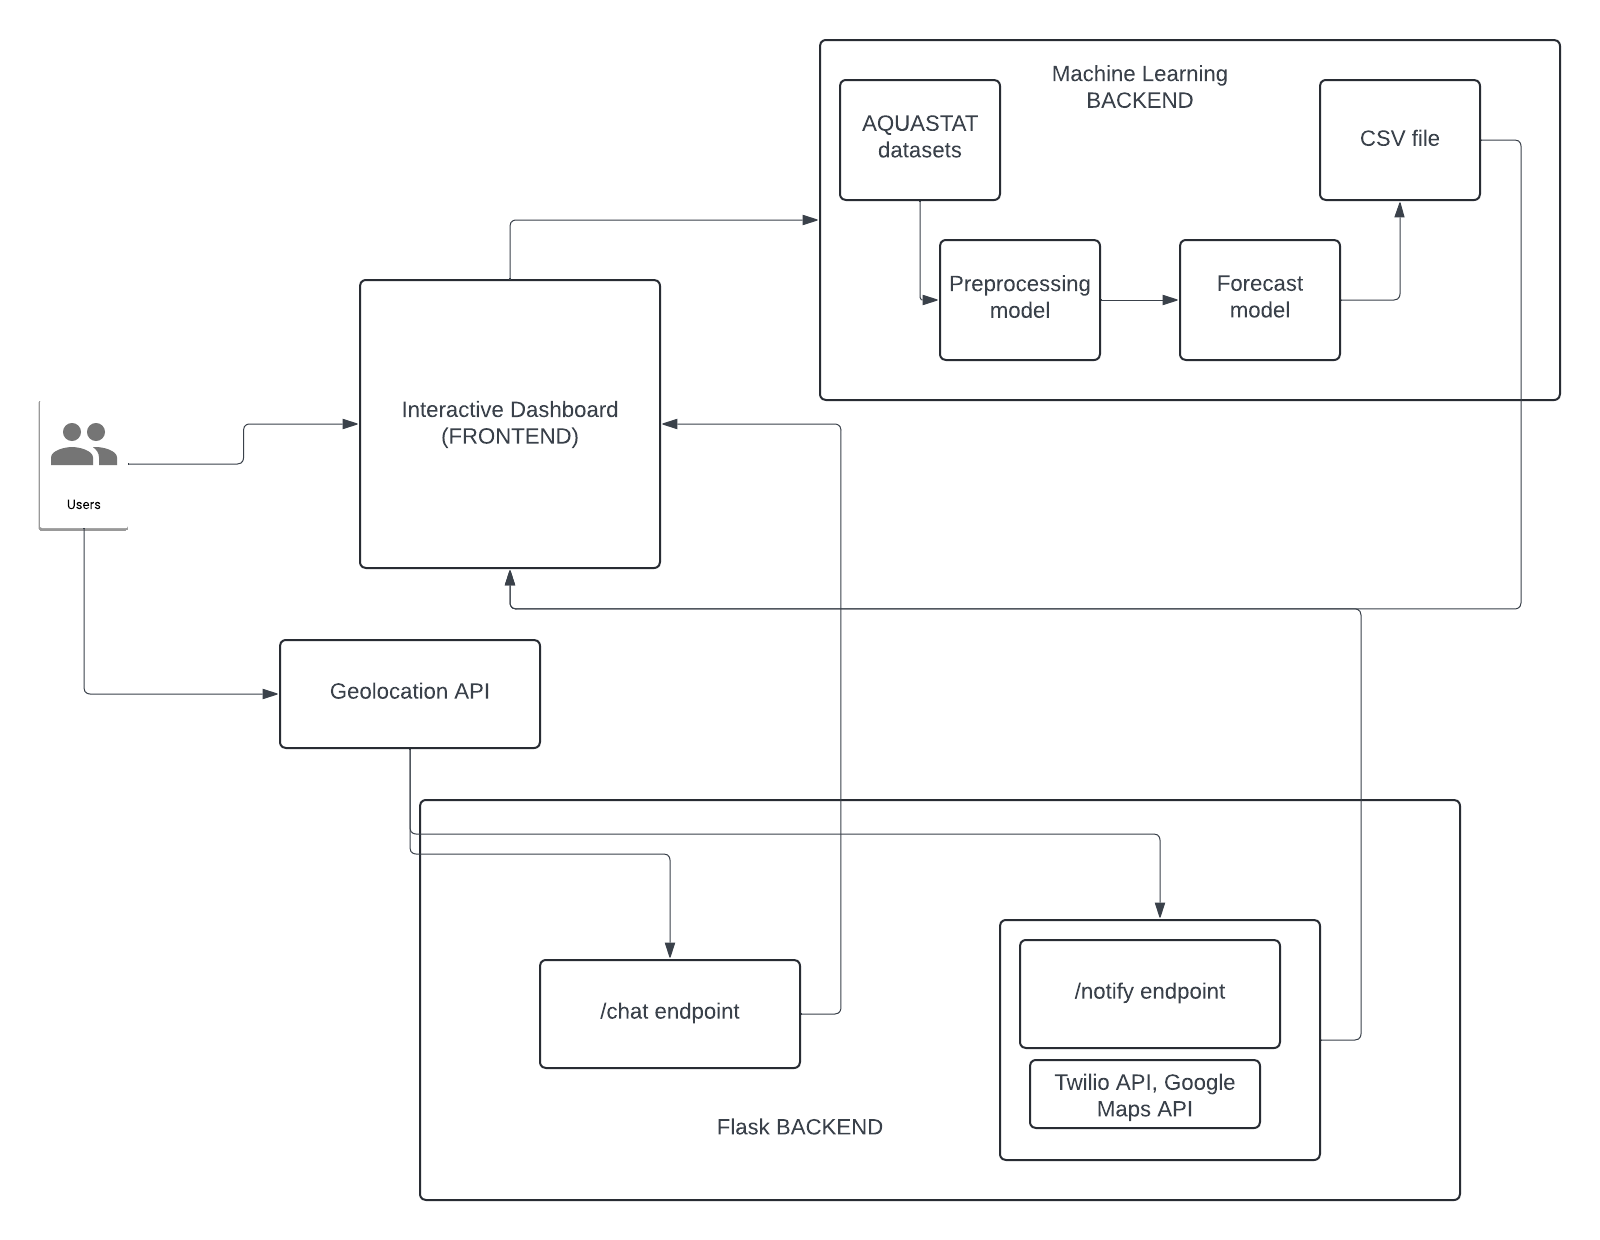 Machine Learning
BACKEND
AQUASTAT
datasets
CSV file
Preprocessing
model
Forecast
model
Interactive Dashboard
(FRONTEND)
Users
Geolocation API
/chat endpoint
/notify endpoint
Twilio API, Google
Maps API
Flask BACKEND